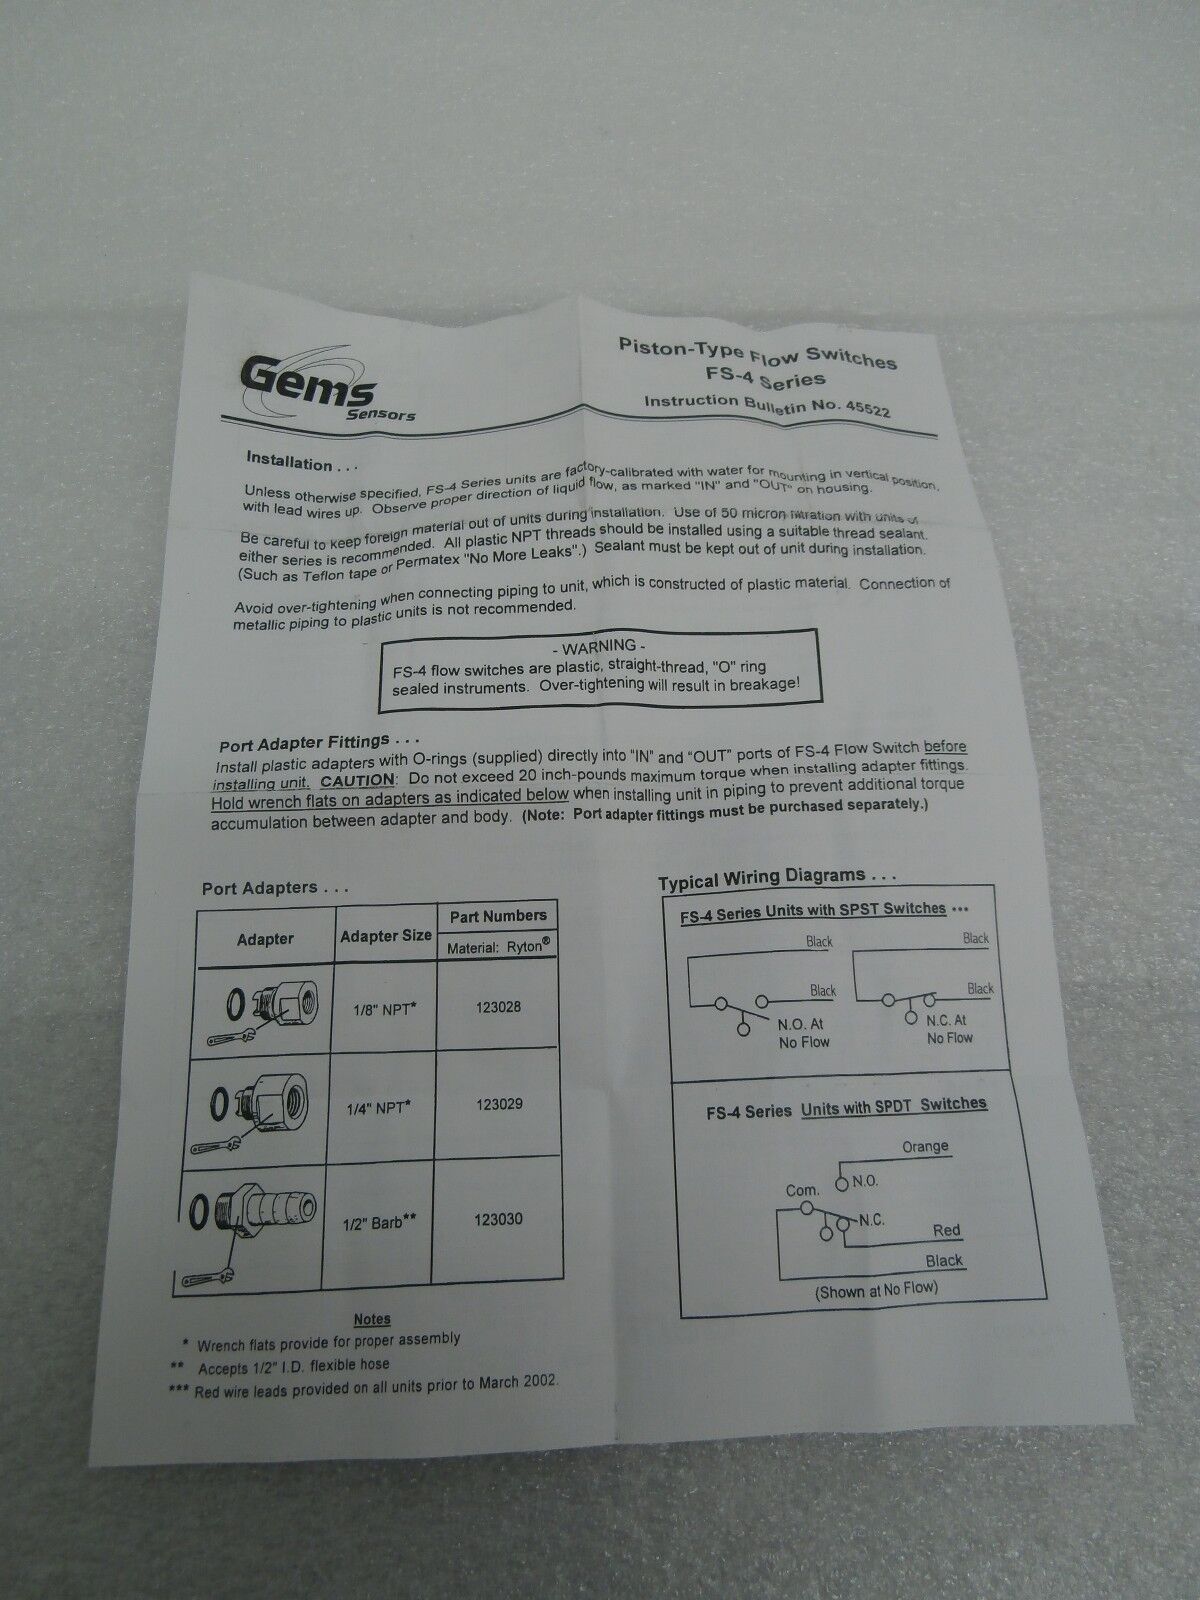 Gems
Sensors
Piston-Type Flow Switches
FS-4 Series
Instruction Bulletin No. 45522
Installation . . .
Unless otherwise specified, FS-4 Series units are factory-calibrated with water for mounting in vertical position,
with lead wires up. Observe proper direction of liquid flow, as marked "IN" and "OUT" on housing.
Be careful to keep foreign material out of units during installation. Use of 50 micron filtration with units of
either series is recommended. All plastic NPT threads should be installed using a suitable thread sealant.
(Such as Teflon tape or Permatex "No More Leaks".) Sealant must be kept out of unit during installation.
Avoid over-tightening when connecting piping to unit, which is constructed of plastic material. Connection of
metallic piping to plastic units is not recommended.
- WARNING -
FS-4 flow switches are plastic, straight-thread, "O" ring
sealed instruments. Over-tightening will result in breakage!
Port Adapter Fittings . . .
Install plastic adapters with O-rings (supplied) directly into "IN" and "OUT" ports of FS-4 Flow Switch before
installing unit. CAUTION: Do not exceed 20 inch-pounds maximum torque when installing adapter fittings.
Hold wrench flats on adapters as indicated below when installing unit in piping to prevent additional torque
accumulation between adapter and body. (Note: Port adapter fittings must be purchased separately.)
Port Adapters . . .
Adapter
Adapter Size
Part Numbers
Material: Ryton®
1/8" NPT*
123028
1/4" NPT*
123029
1/2" Barb**
123030
Notes
* Wrench flats provide for proper assembly
** Accepts 1/2" I.D. flexible hose
*** Red wire leads provided on all units prior to March 2002.
Typical Wiring Diagrams . . .
FS-4 Series Units with SPST Switches ***
Black
Black
Black
Black
N.O. At
No Flow
N.C. At
No Flow
FS-4 Series Units with SPDT Switches
Orange
N.O.
Com.
N.C.
Red
Black
(Shown at No Flow)